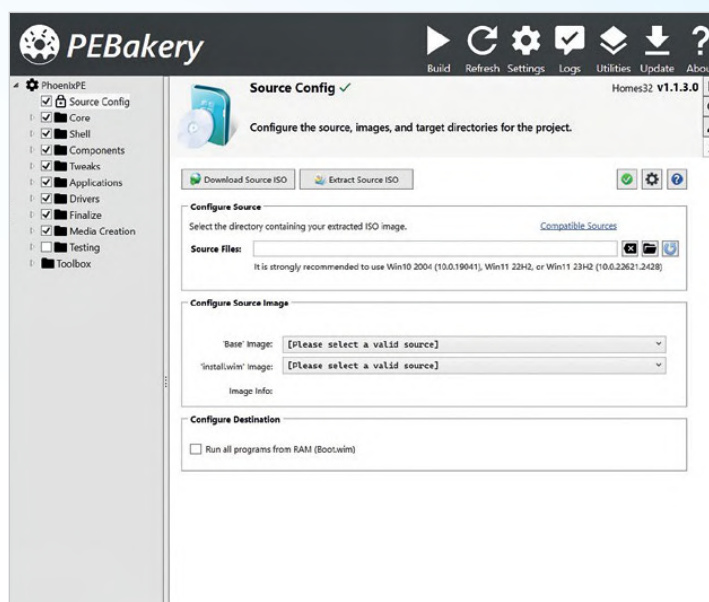 PEBakery
Build Refresh Settings Logs Utilities Update
PhoenixPE
Source Config
Core
Shell
Components
Tweaks
Applications
Drivers
Finalize
Media Creation
Testing
Toolbox
Source Config
Homes32 v1.1.3.0
Configure the source, images, and target directories for the project.
Download Source ISO Extract Source ISO
Configure Source
Select the directory containing your extracted ISO image. Compatible Sources
Source Files:
It is strongly recommended to use Win10 2004 (10.0.19041), Win11 22H2, or Win11 23H2 (10.0.22621.2428)
Configure Source Image
'Base' Image: [Please select a valid source]
'install.wim' Image: [Please select a valid source]
Image Info:
Configure Destination
Run all programs from RAM (Boot.wim)